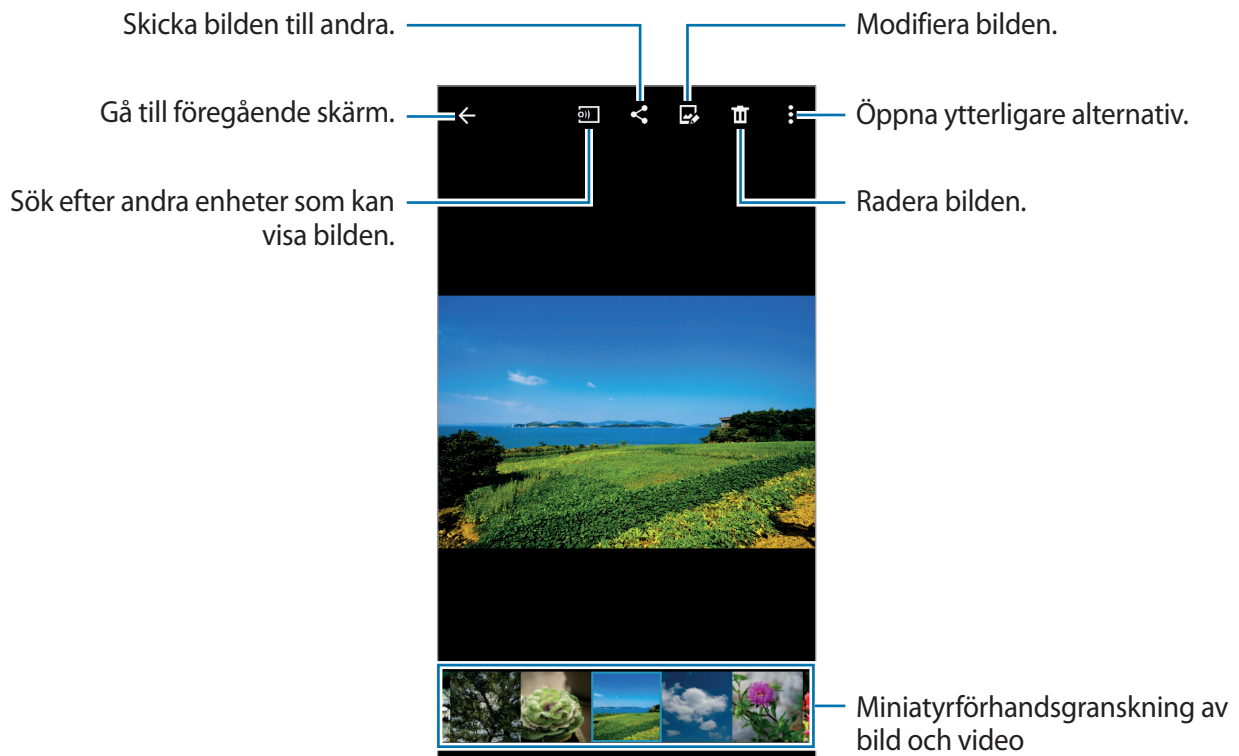 Skicka bilden till andra.
Modifiera bilden.
Gå till föregående skärm.
Öppna ytterligare alternativ.
Sök efter andra enheter som kan
visa bilden.
Radera bilden.
Miniatyrförhandsgranskning av
bild och video